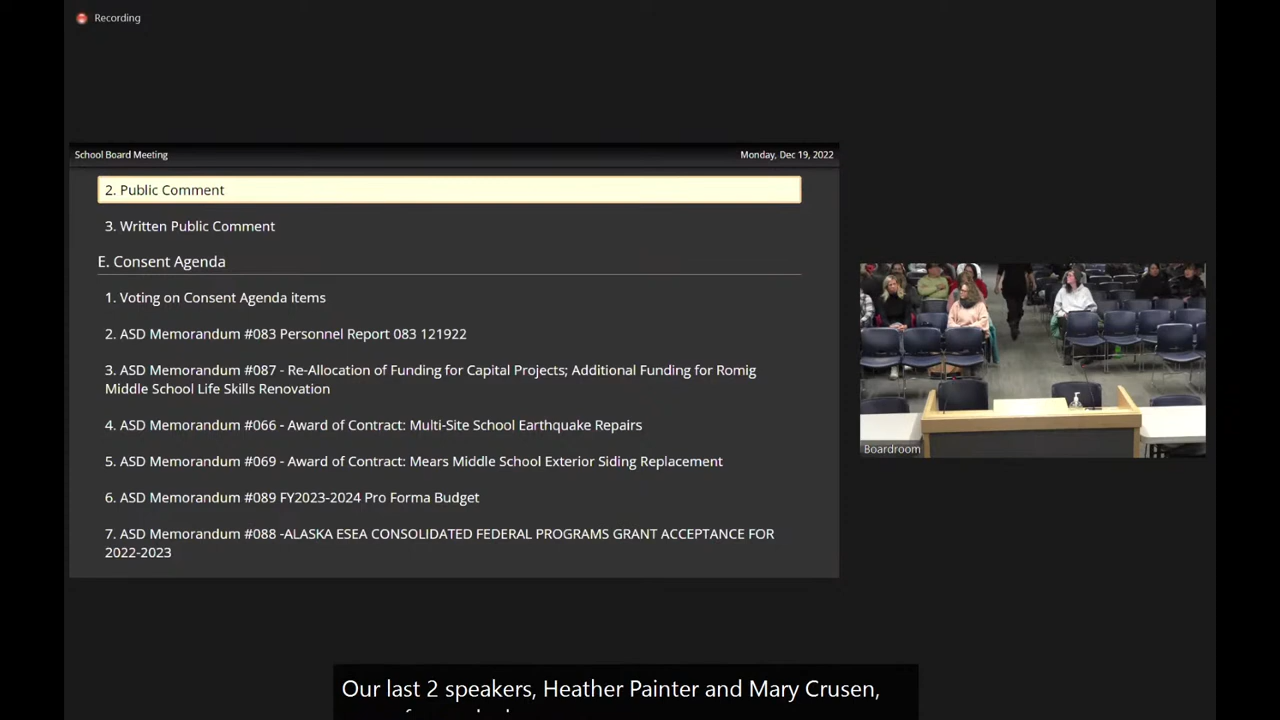 Recording
School Board Meeting
Monday, Dec 19, 2022
2. Public Comment
3. Written Public Comment
E. Consent Agenda
1. Voting on Consent Agenda items
2. ASD Memorandum #083 Personnel Report 083 121922
3. ASD Memorandum #087 - Re-Allocation of Funding for Capital Projects; Additional Funding for Romig
Middle School Life Skills Renovation
4. ASD Memorandum #066 - Award of Contract: Multi-Site School Earthquake Repairs
5. ASD Memorandum #069 - Award of Contract: Mears Middle School Exterior Siding Replacement
6. ASD Memorandum #089 FY2023-2024 Pro Forma Budget
7. ASD Memorandum #088 -ALASKA ESEA CONSOLIDATED FEDERAL PROGRAMS GRANT ACCEPTANCE FOR
2022-2023
Boardroom
Our last 2 speakers, Heather Painter and Mary Crusen,